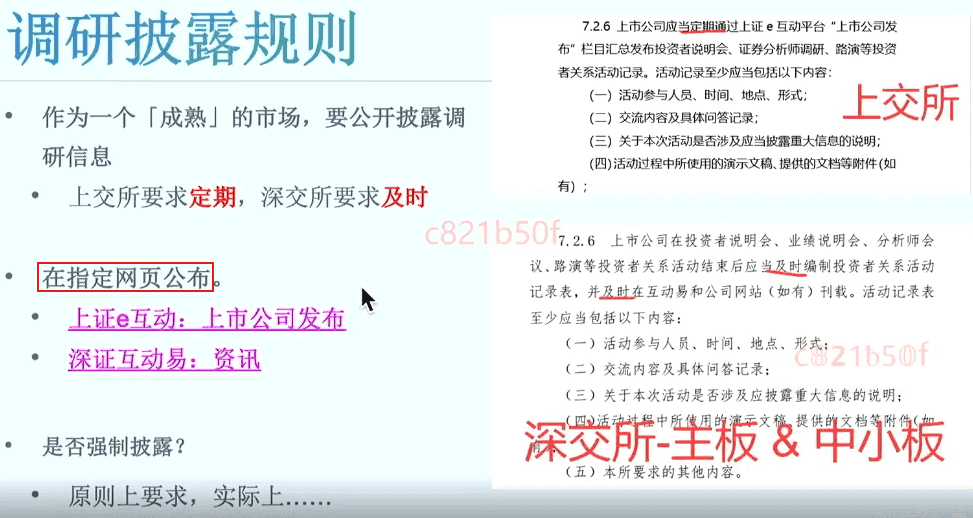 调研披露规则
作为一个「成熟」的市场，要公开披露调
研信息
上交所要求定期，深交所要求及时
在指定网页公布。
上证e互动：上市公司发布
深证互动易：资讯
是否强制披露？
原则上要求，实际上……
7.2.6 上市公司应当定期通过上证 e 互动平台“上市公司发
布”栏目汇总发布投资者说明会、证券分析师调研、路演等投资
者关系活动记录。活动记录至少应当包括以下内容：
（一）活动参与人员、时间、地点、形式；
（二）交流内容及具体问答记录；
（三）关于本次活动是否涉及应当披露重大信息的说明；
（四）活动过程中所使用的演示文稿、提供的文档等附件（如
有）；
上交所
c821b50f
7.2.6 上市公司在投资者说明会、业绩说明会、分析师会
议、路演等投资者关系活动结束后应当及时编制投资者关系活动
记录表，并及时在互动易和公司网站（如有）刊载。活动记录表
至少应当包括以下内容：
（一）活动参与人员、时间、地点、形式；
（二）交流内容及具体问答记录；
c821b50f
（三）关于本次活动是否涉及应披露重大信息的说明；
（四）活动过程中所使用的演示文稿、提供的文档等附件（如
深交所-主板 & 中小板
（五）本所要求的其他内容。